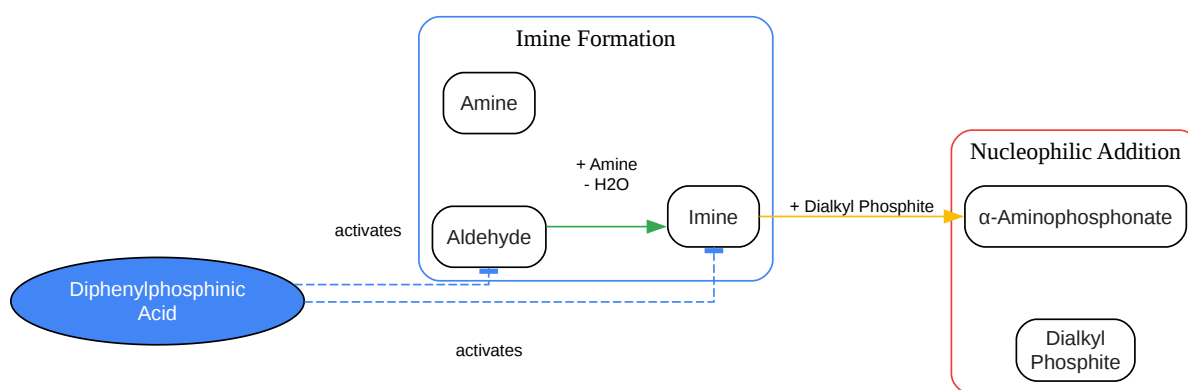 Imine Formation
Amine
+ Amine
- H2O
Aldehyde
Imine
activates
Diphenylphosphinic
Acid
activates
+ Dialkyl Phosphite
Nucleophilic Addition
α-Aminophosphonate
Dialkyl
Phosphite